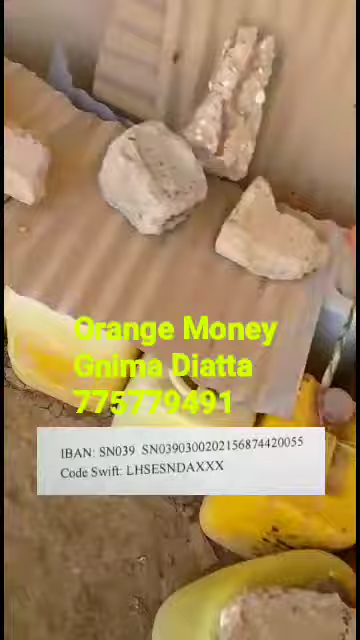 Orange Money
Gnima Diatta
775779491
IBAN: SN039 SN0390300202156874420055
Code Swift: LHSESNDAXXX